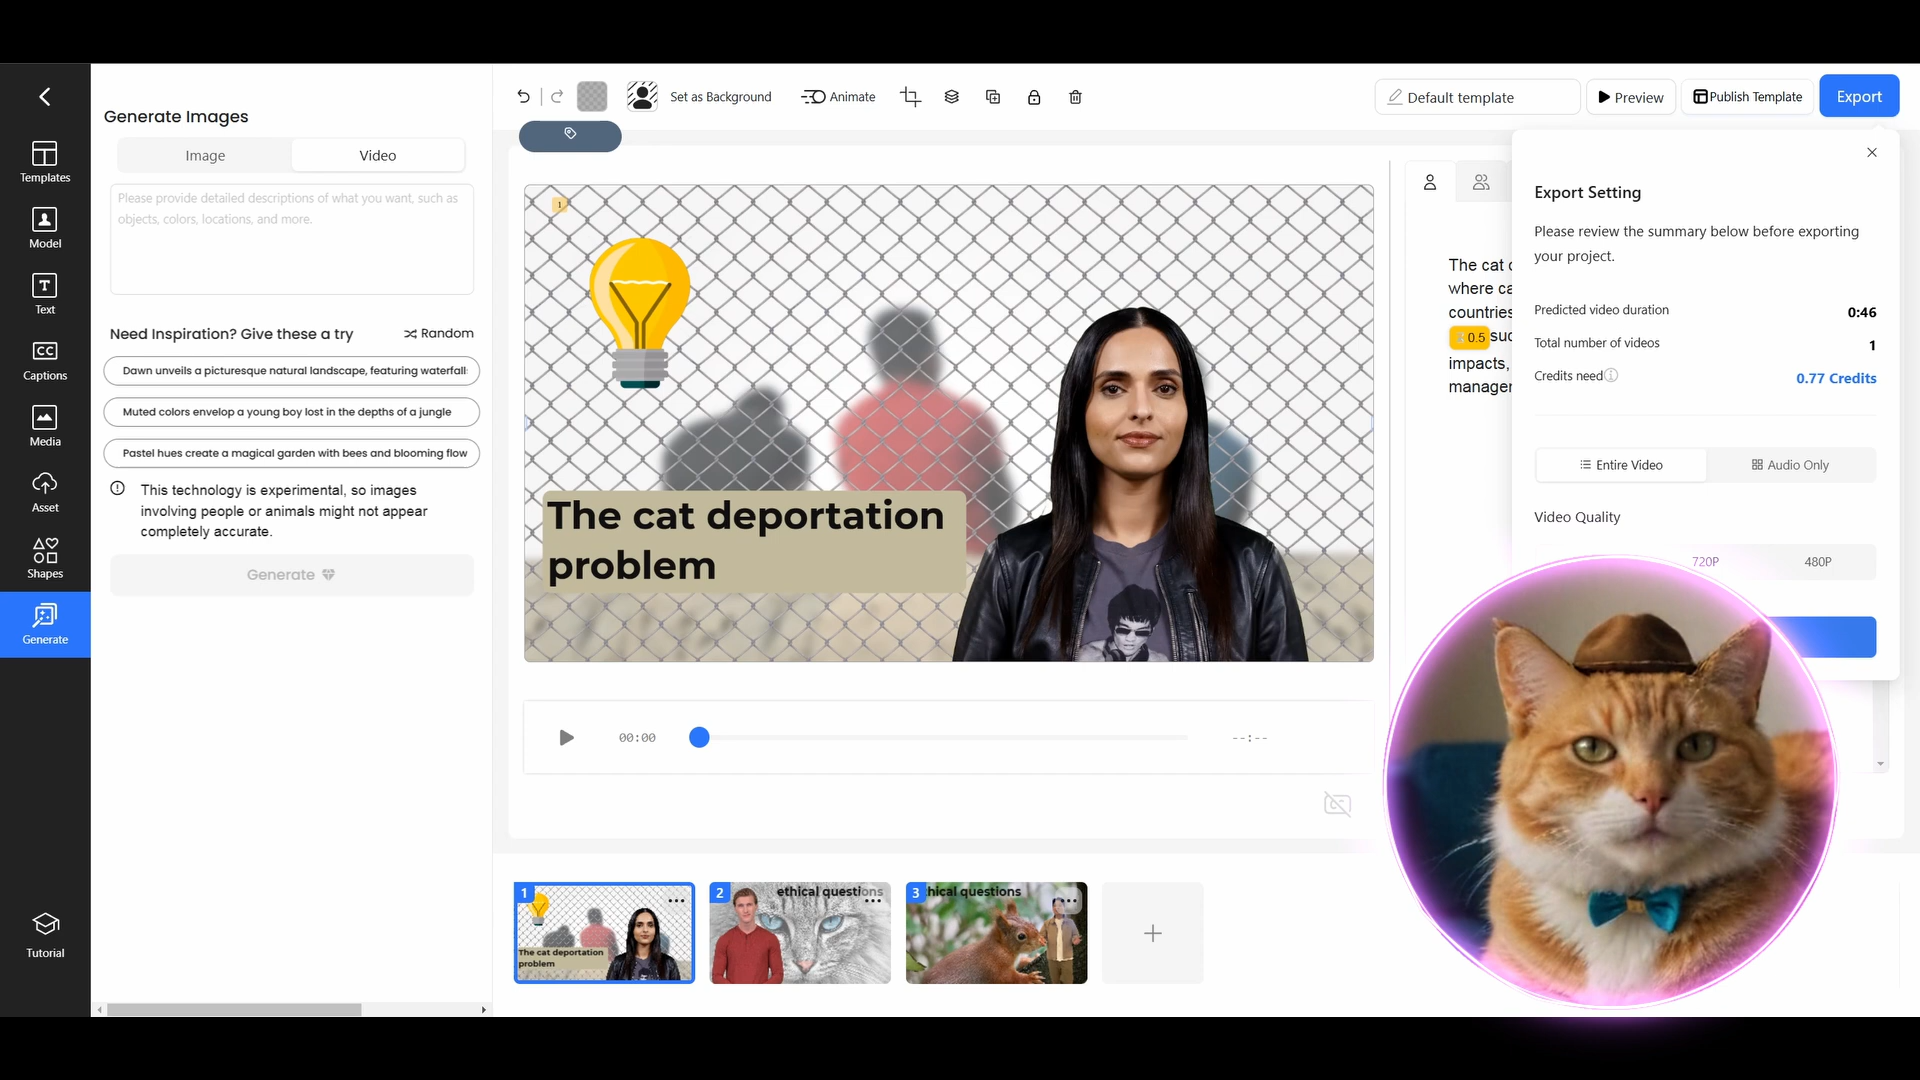 Templates
Model
Text
Captions
Media
Asset
Shapes
Generate
Tutorial
Generate Images
Image
Video
Please provide detailed descriptions of what you want, such as
objects, colors, locations, and more.
Need Inspiration? Give these a try
Random
Dawn unveils a picturesque natural landscape, featuring waterfall
Muted colors envelop a young boy lost in the depths of a jungle
Pastel hues create a magical garden with bees and blooming flow
This technology is experimental, so images
involving people or animals might not appear
completely accurate.
Generate
Set as Background
Animate
Default template
Preview
Publish Template
Export
1
The cat deportation
problem
The cat
where
countries
0.5
impacts,
00:00
--:--
Export Setting
Please review the summary below before exporting
your project.
Predicted video duration
0:46
Total number of videos
1
Credits need
0.77 Credits
Entire Video
Audio Only
Video Quality
720P
480P
1
The cat deportation
problem
2
ethical questions
3
hical questions